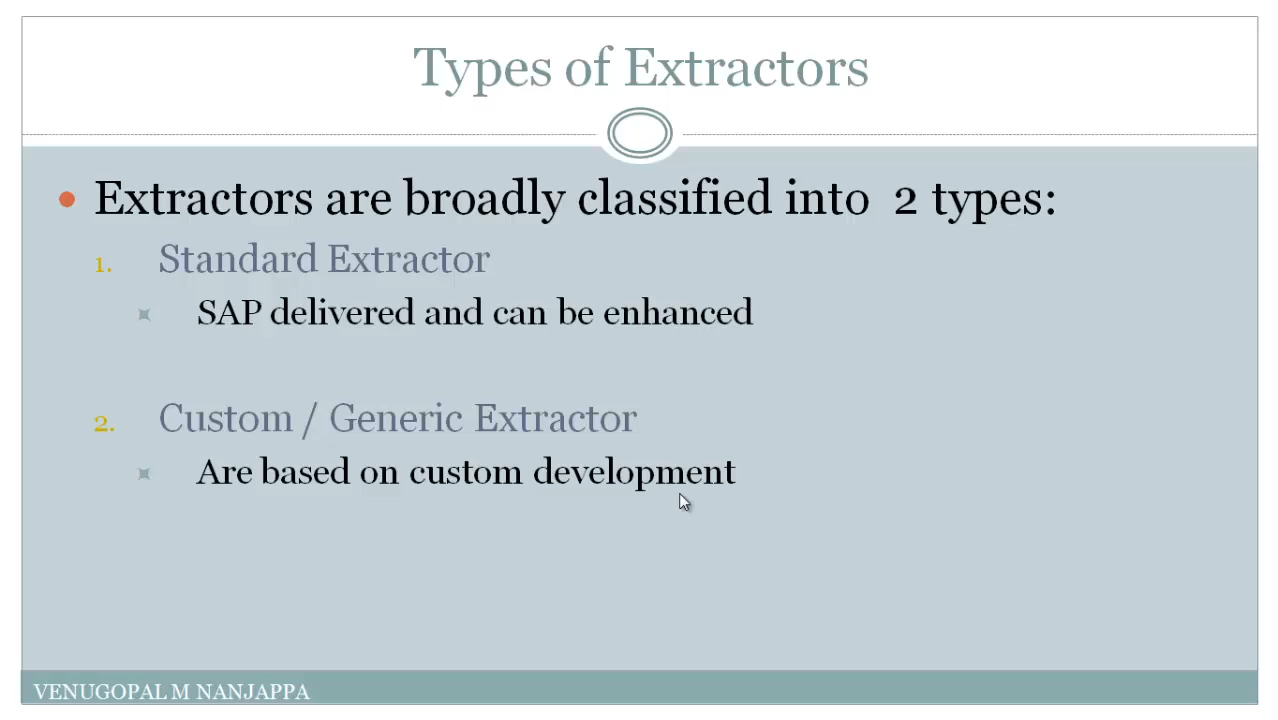 Types of Extractors
Extractors are broadly classified into 2 types:
1. Standard Extractor
SAP delivered and can be enhanced
2. Custom / Generic Extractor
Are based on custom development
VENUGOPAL M NANJAPPA